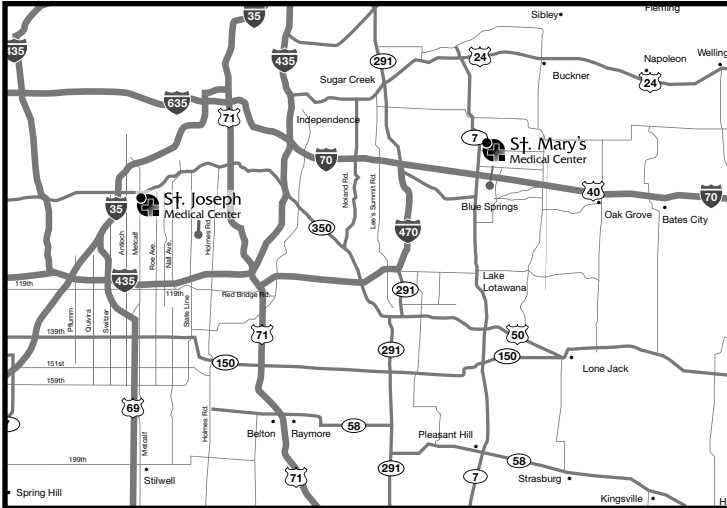 Sibley
Fleming
35
435
435
291
24
Sugar Creek
Buckner
Napoleon
24
635
71
Independence
7
St. Mary's
Medical Center
70
Noland Rd.
Lee's Summit Rd.
Blue Springs
40
70
Oak Grove
Bates City
35
St. Joseph
Medical Center
Antioch
Metcalf
Roe Ave.
Nall Ave.
Holmes Rd.
350
470
435
119th
119th
Red Bridge Rd.
Lake
Lotawana
291
Pflumm
Quivira
Switzer
State Line
139th
71
50
291
150
150
151st
159th
Lone Jack
69
Metcalf
Holmes Rd.
Belton
Raymore
58
Pleasant Hill
199th
Stilwell
71
291
7
58
Strasburg
Spring Hill
Kingsville